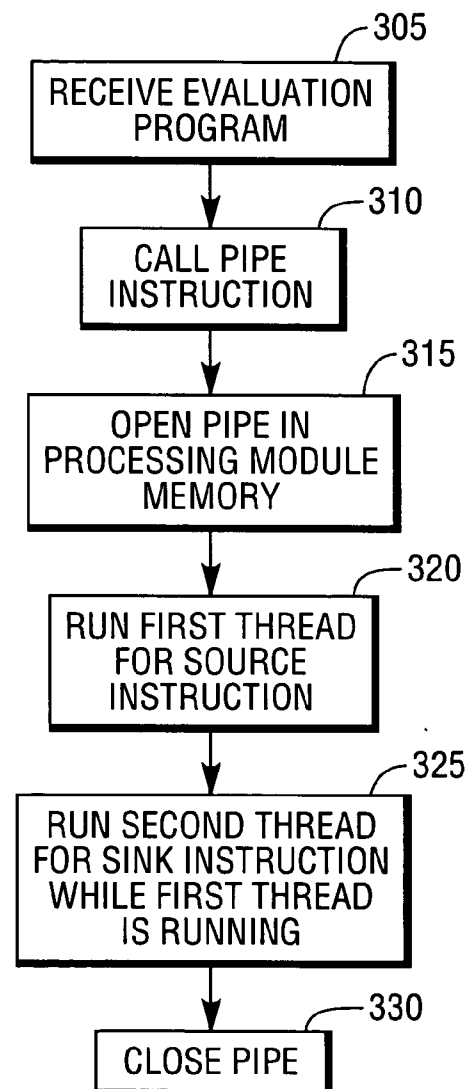 305
RECEIVE EVALUATION
PROGRAM
310
CALL PIPE
INSTRUCTION
315
OPEN PIPE IN
PROCESSING MODULE
MEMORY
320
RUN FIRST THREAD
FOR SOURCE
INSTRUCTION
325
RUN SECOND THREAD
FOR SINK INSTRUCTION
WHILE FIRST THREAD
IS RUNNING
330
CLOSE PIPE